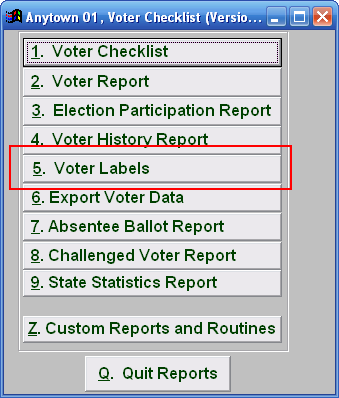 Anytown 01, Voter Checklist (Versio...
1. Voter Checklist
2. Voter Report
3. Election Participation Report
4. Voter History Report
5. Voter Labels
6. Export Voter Data
7. Absentee Ballot Report
8. Challenged Voter Report
9. State Statistics Report
Z. Custom Reports and Routines
Q. Quit Reports